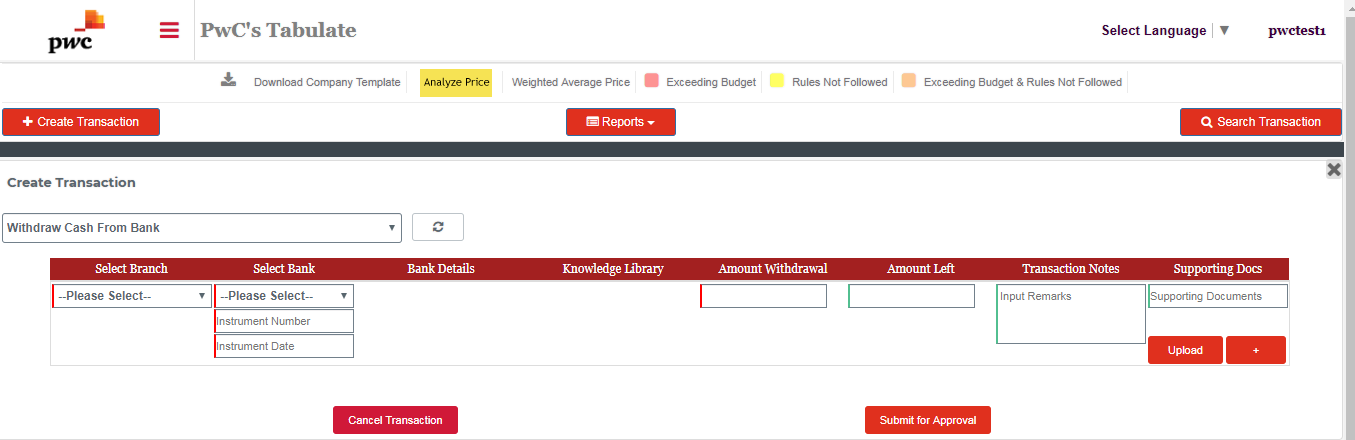 pwc
PwC's Tabulate
Select Language ▼
pwctest1
Download Company Template
Analyze Price
Weighted Average Price
Exceeding Budget
Rules Not Followed
Exceeding Budget & Rules Not Followed
+ Create Transaction
Reports
Search Transaction
Create Transaction
Withdraw Cash From Bank
Select Branch
Select Bank
Bank Details
Knowledge Library
Amount Withdrawal
Amount Left
Transaction Notes
Supporting Docs
--Please Select--
--Please Select--
Input Remarks
Supporting Documents
Instrument Number
Instrument Date
Upload
+
Cancel Transaction
Submit for Approval